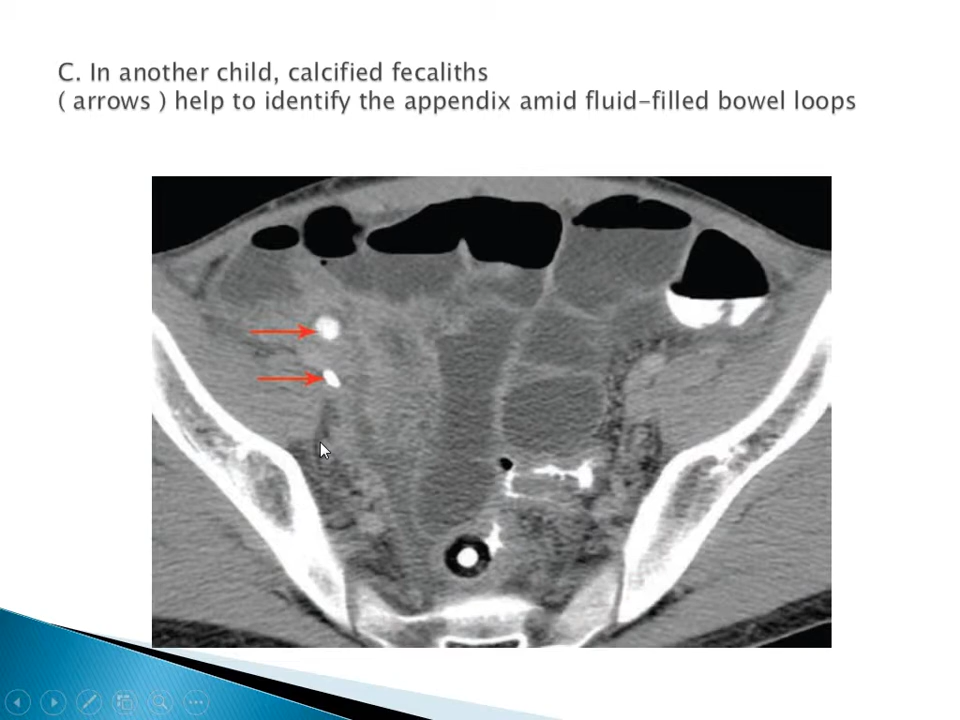 C. In another child, calcified fecaliths
( arrows ) help to identify the appendix amid fluid-filled bowel loops